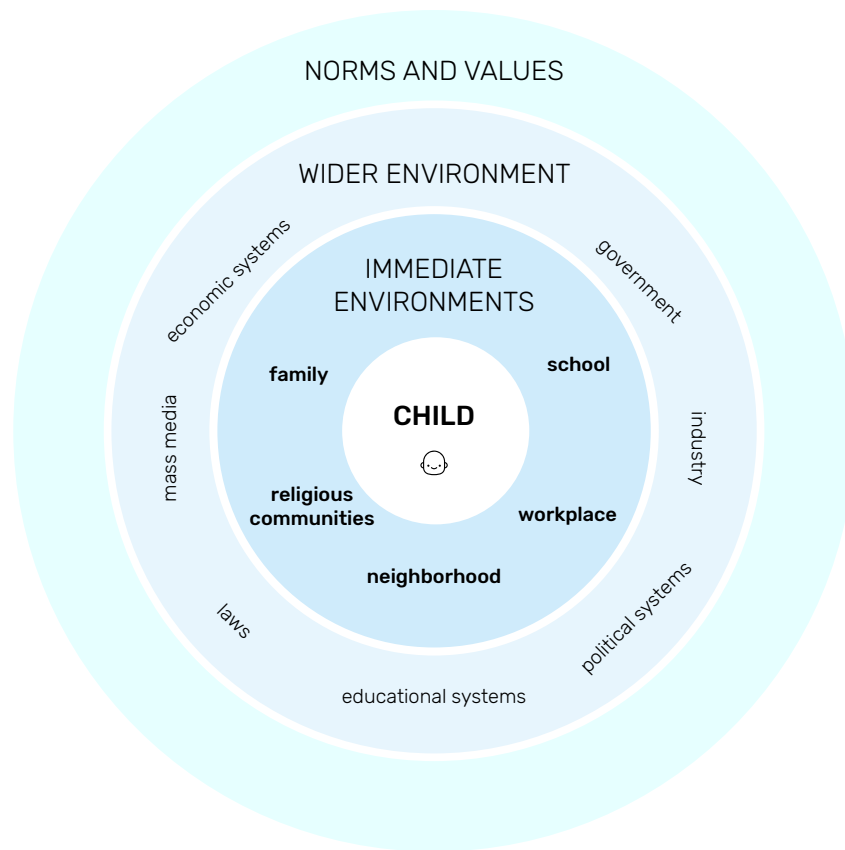 NORMS AND VALUES
WIDER ENVIRONMENT
economic systems
government
IMMEDIATE
ENVIRONMENTS
family
school
CHILD
mass media
industry
religious
communities
workplace
neighborhood
laws
political systems
educational systems